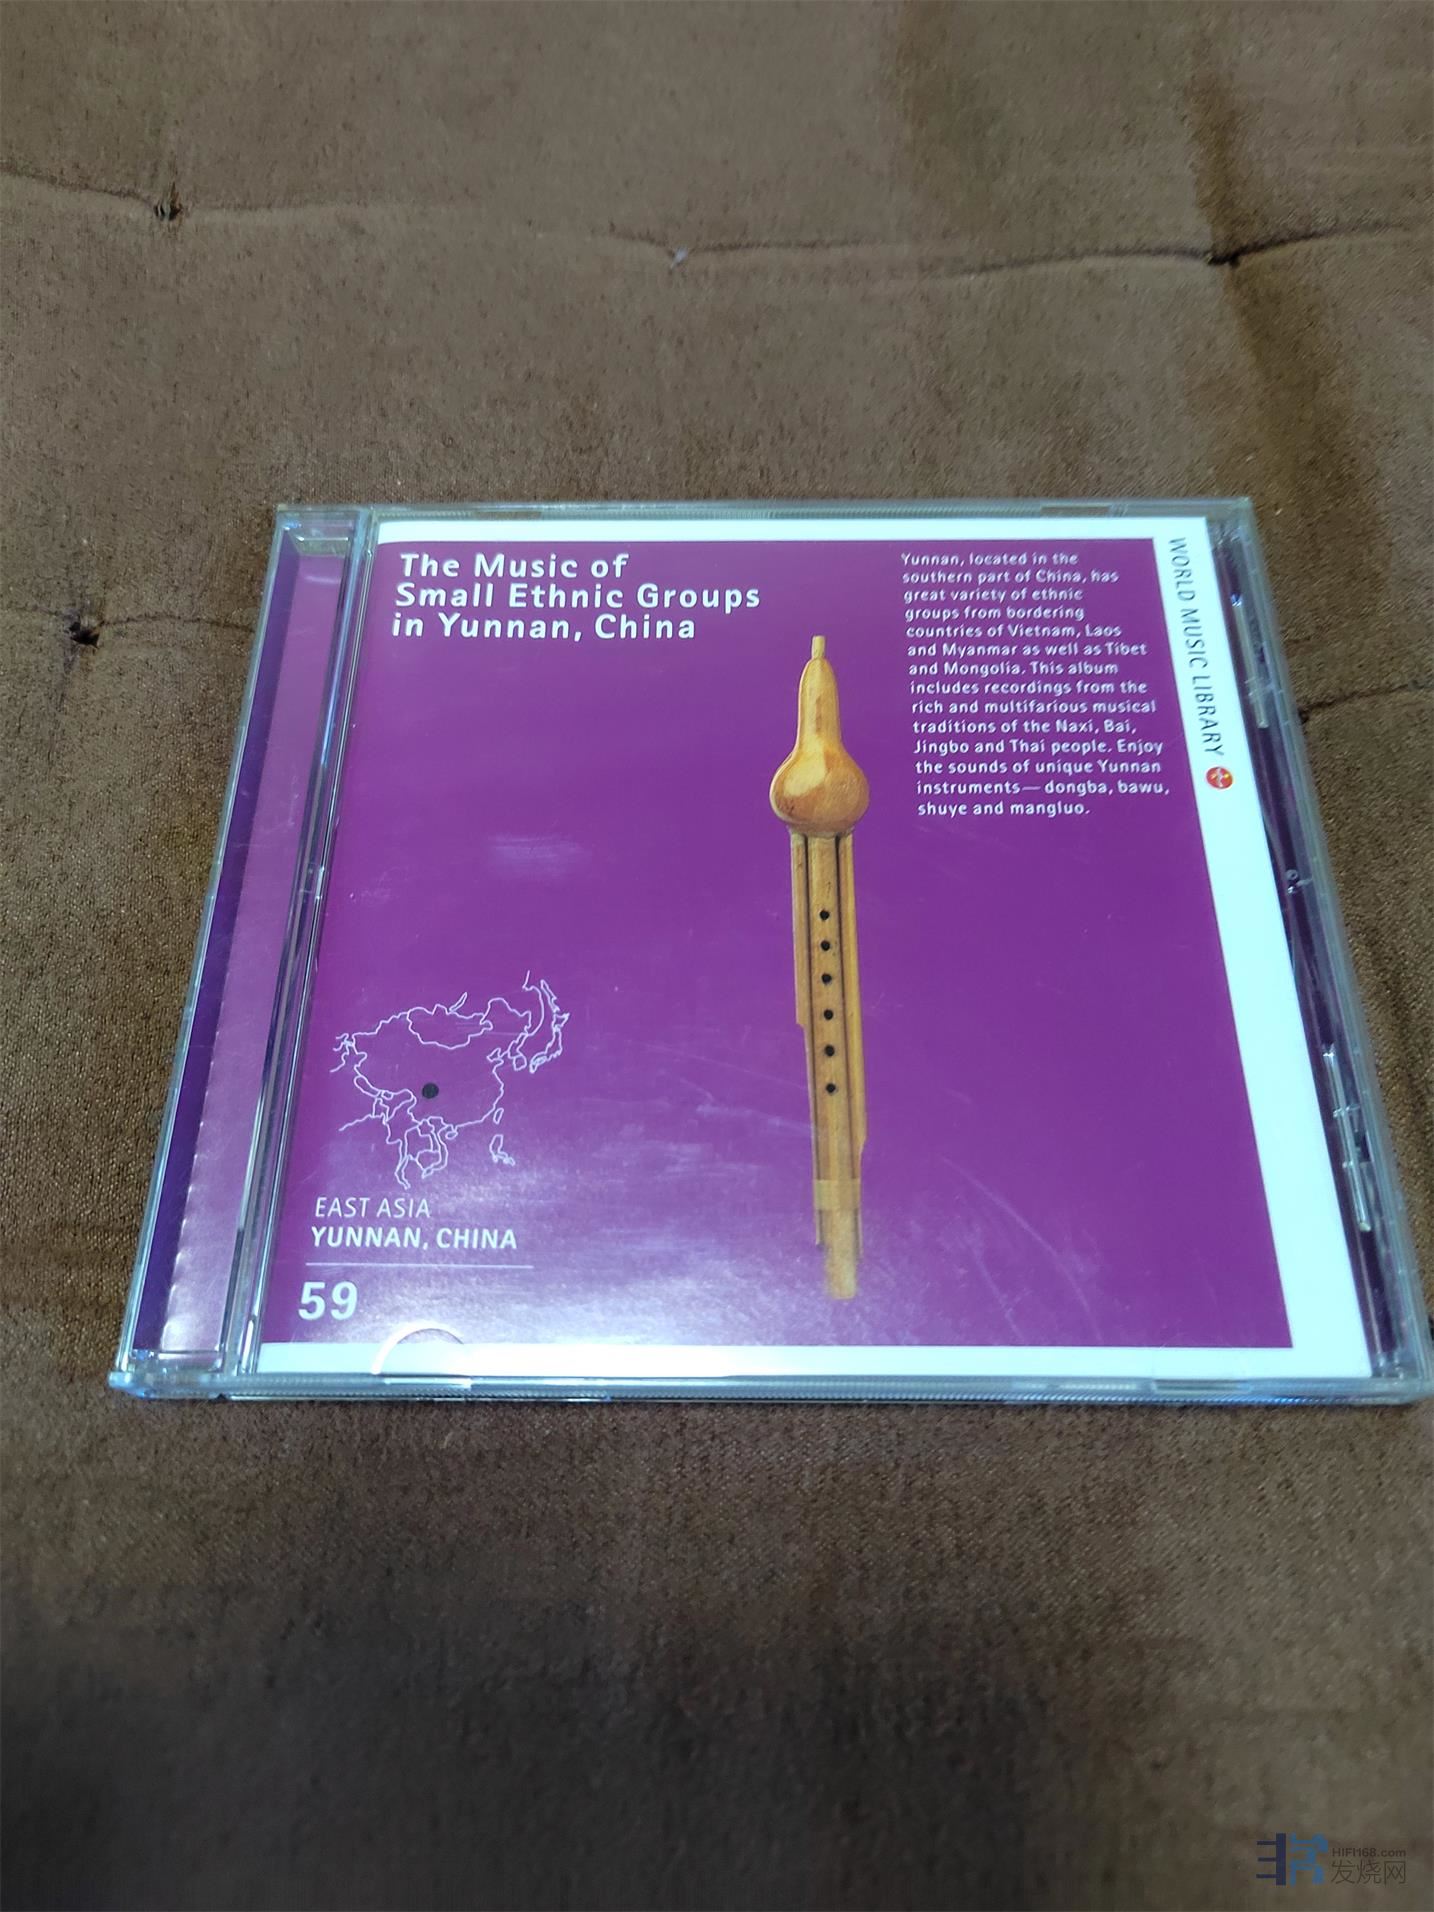 The Music of
Small Ethnic Groups
in Yunnan, China
Yunnan, located in the
southern part of China, has
great variety of ethnic
groups from bordering
countries of Vietnam, Laos
and Myanmar as well as Tibet
and Mongolia. This album
includes recordings from the
rich and multifarious musical
traditions of the Naxi, Bai,
Jingbo and Thai people. Enjoy
the sounds of unique Yunnan
instruments—dongba, bawu,
shuye and mangluo.
WORLD MUSIC LIBRARY
EAST ASIA
YUNNAN, CHINA
59
HIFI168.com
发烧网